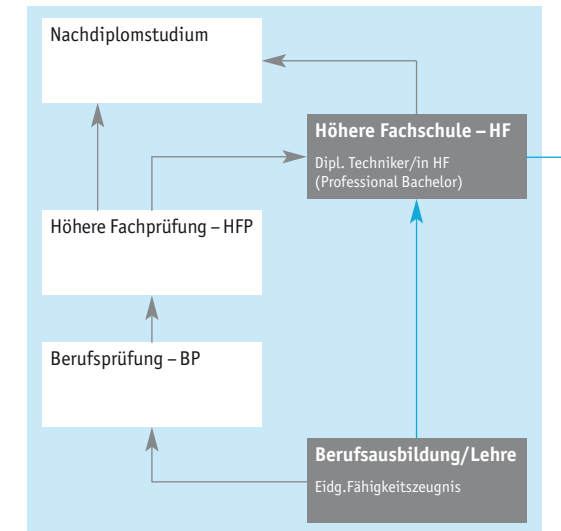 Nachdiplomstudium
Höhere Fachschule – HF
Dipl. Techniker/in HF
(Professional Bachelor)
Höhere Fachprüfung – HFP
Berufsprüfung – BP
Berufsausbildung/Lehre
Eidg.Fähigkeitszeugnis